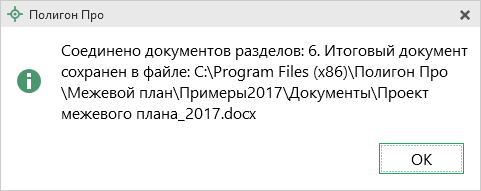 Полигон Про
Соединено документов разделов: 6. Итоговый документ
сохранен в файле: C:\Program Files (x86)\Полигон Про
\Межевой план\Примеры2017\Документы\Проект
межевого плана_2017.docx
ОК